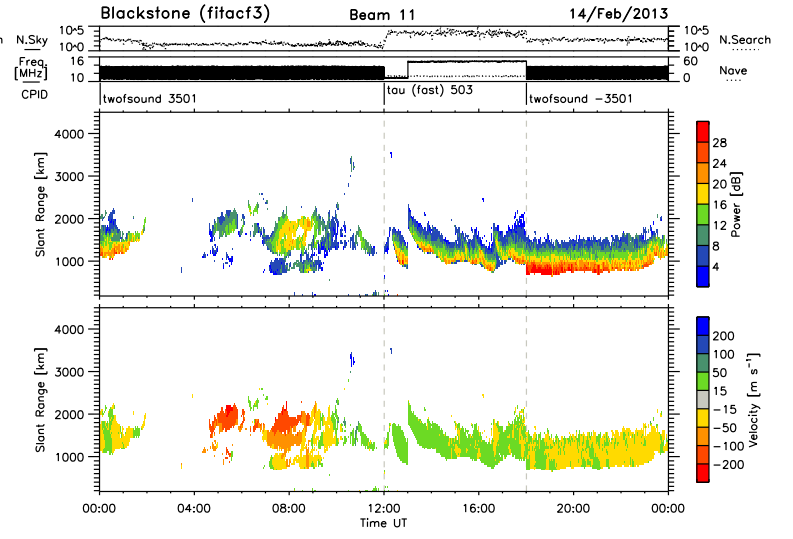 Blackstone (fitacf3) Beam 11 14/Feb/2013
N.Sky 10^5 10^0 10^5 10^0 N.Search
Freq. [MHz] 16 10 60 0 Nave
CPID twofsound 3501 tau (fast) 503 twofsound -3501
Slant Range [km]
4000
3000
2000
1000
28
24
20
16
12
8
4
Power [dB]
Slant Range [km]
4000
3000
2000
1000
200
100
50
15
-15
-50
-100
-200
Velocity [m s⁻¹]
00:00 04:00 08:00 12:00 16:00 20:00 00:00
Time UT